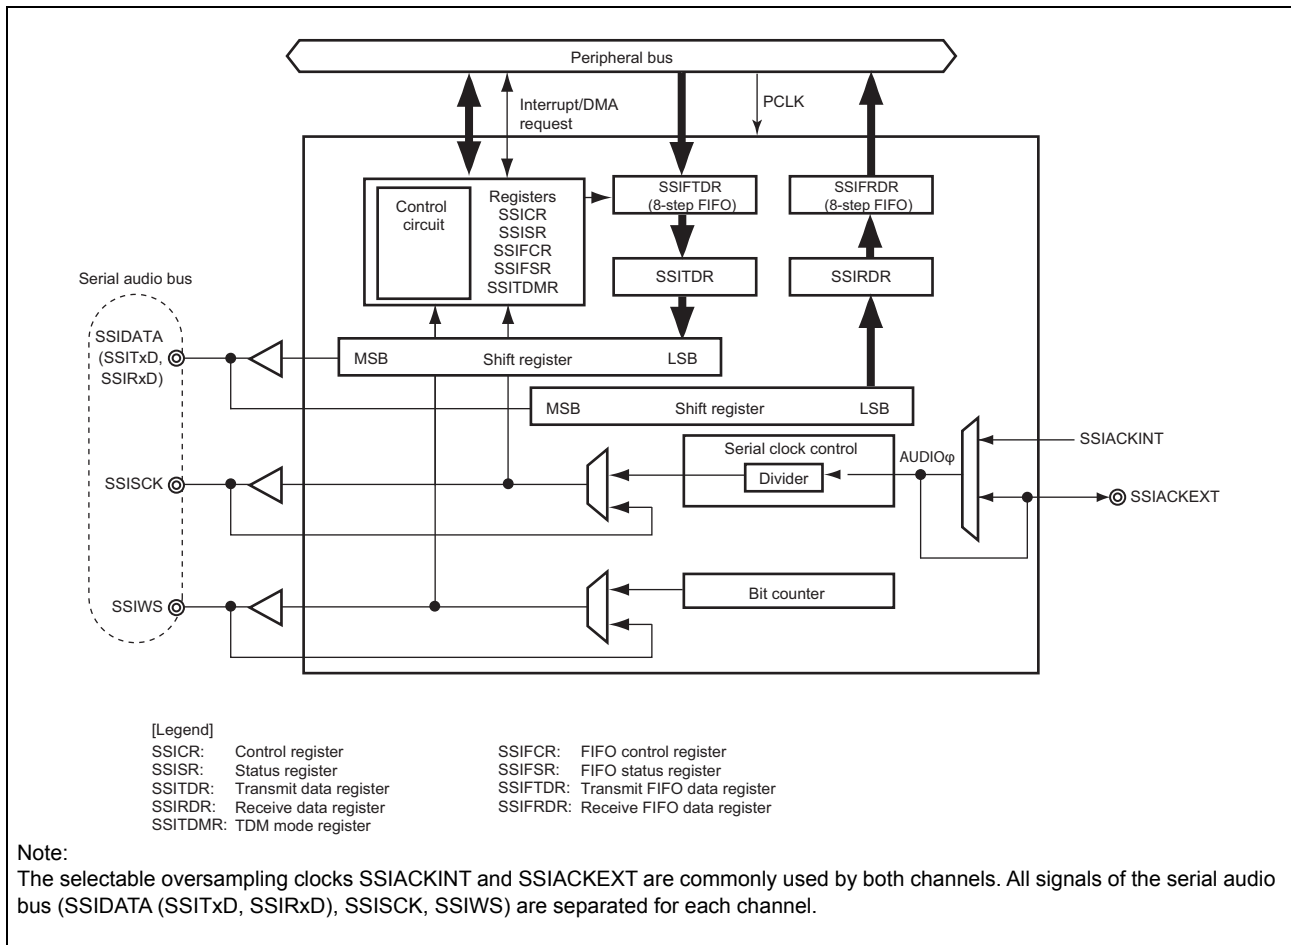 Peripheral bus
Interrupt/DMA
request
PCLK
Control
circuit
Registers
SSICR
SSISR
SSIFCR
SSIFSR
SSITDMR
SSIFTDR
(8-step FIFO)
SSIFRDR
(8-step FIFO)
SSITDR
SSIRDR
Serial audio bus
SSIDATA
(SSITxD,
SSIRxD)
MSB Shift register LSB
MSB Shift register LSB
Serial clock control
Divider
AUDIOφ
SSIACKINT
SSIACKEXT
SSISCK
SSIWS
Bit counter
[Legend]
SSICR: Control register
SSISR: Status register
SSITDR: Transmit data register
SSIRDR: Receive data register
SSITDMR: TDM mode register
SSIFCR: FIFO control register
SSIFSR: FIFO status register
SSIFTDR: Transmit FIFO data register
SSIFRDR: Receive FIFO data register
Note:
The selectable oversampling clocks SSIACKINT and SSIACKEXT are commonly used by both channels. All signals of the serial audio
bus (SSIDATA (SSITxD, SSIRxD), SSISCK, SSIWS) are separated for each channel.